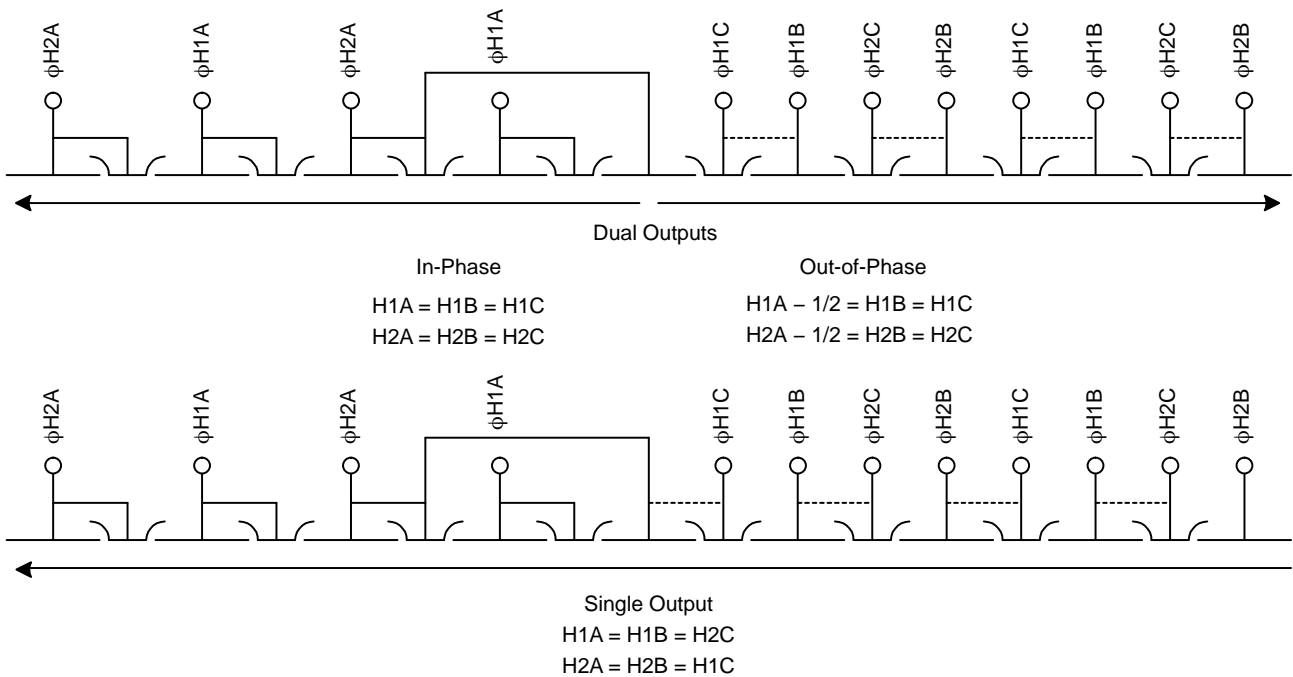 φH2A φH1A φH2A φH1A φH1C φH1B φH2C φH2B φH1C φH1B φH2C φH2B
Dual Outputs
In-Phase
H1A = H1B = H1C
H2A = H2B = H2C
Out-of-Phase
H1A − 1/2 = H1B = H1C
H2A − 1/2 = H2B = H2C
φH2A φH1A φH2A φH1A φH1C φH1B φH2C φH2B φH1C φH1B φH2C φH2B
Single Output
H1A = H1B = H2C
H2A = H2B = H1C